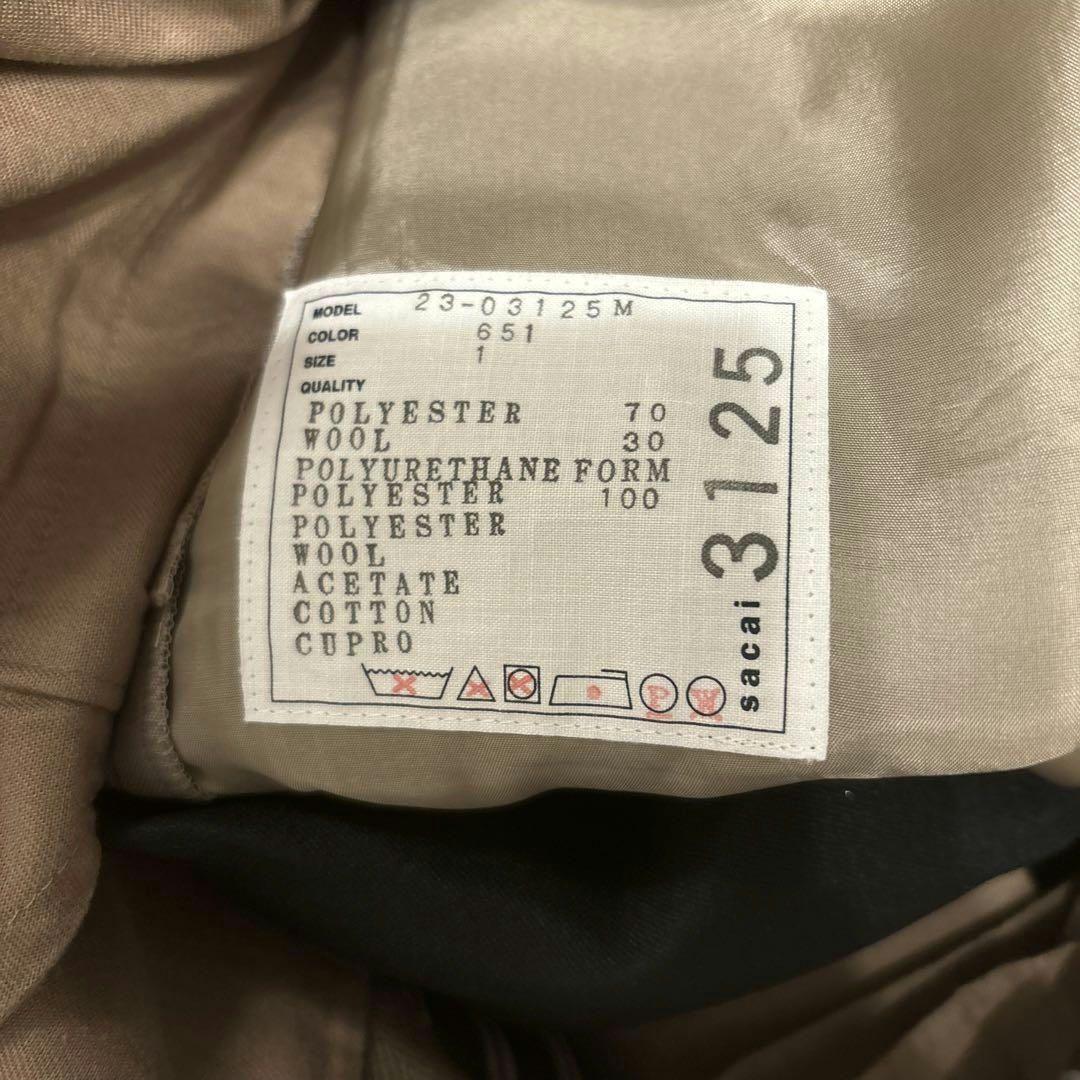 MODEL 23-03125M
COLOR 651
SIZE 1
QUALITY
POLYESTER 70
WOOL 30
POLYURETHANE FORM
POLYESTER 100
POLYESTER
WOOL
ACETATE
COTTON
CUPRO
P
W
sacai 3125